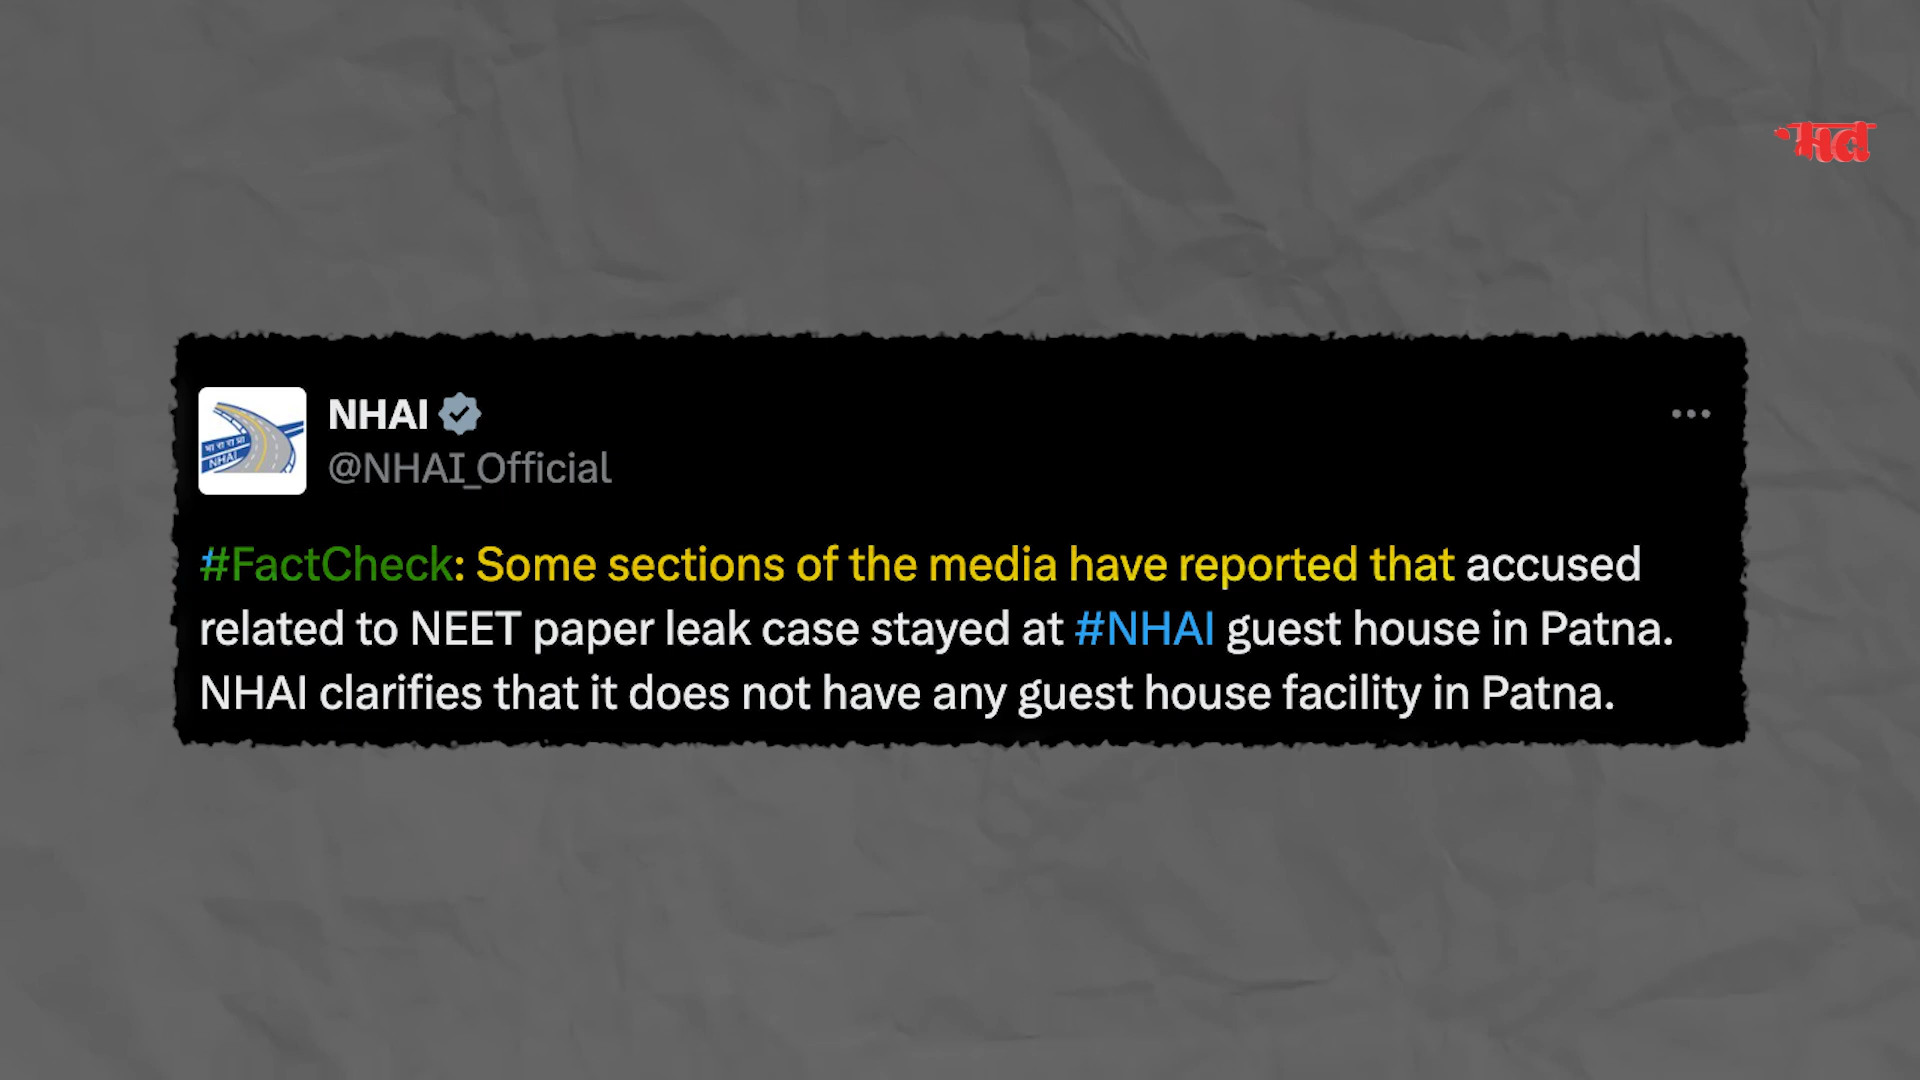 मत
NHAI
@NHAI_Official
भा रा रा प्रा
NHAI
#FactCheck: Some sections of the media have reported that accused
related to NEET paper leak case stayed at #NHAI guest house in Patna.
NHAI clarifies that it does not have any guest house facility in Patna.